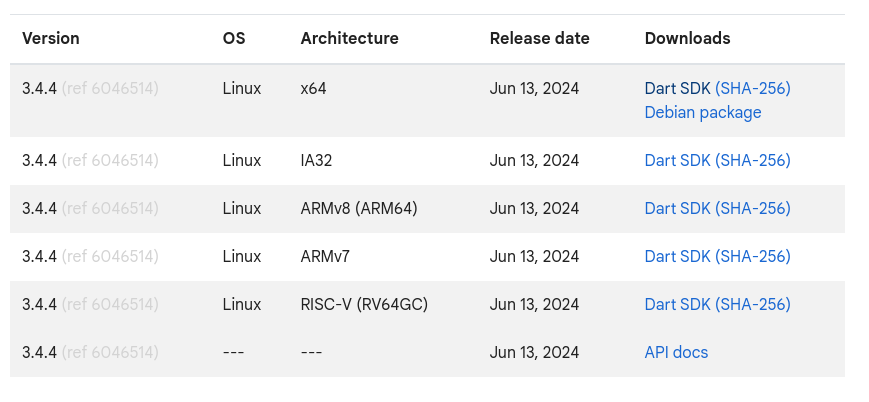 Version OS Architecture Release date Downloads
3.4.4 (ref 6046514) Linux x64 Jun 13, 2024 Dart SDK (SHA-256)
Debian package
3.4.4 (ref 6046514) Linux IA32 Jun 13, 2024 Dart SDK (SHA-256)
3.4.4 (ref 6046514) Linux ARMv8 (ARM64) Jun 13, 2024 Dart SDK (SHA-256)
3.4.4 (ref 6046514) Linux ARMv7 Jun 13, 2024 Dart SDK (SHA-256)
3.4.4 (ref 6046514) Linux RISC-V (RV64GC) Jun 13, 2024 Dart SDK (SHA-256)
3.4.4 (ref 6046514) --- --- Jun 13, 2024 API docs